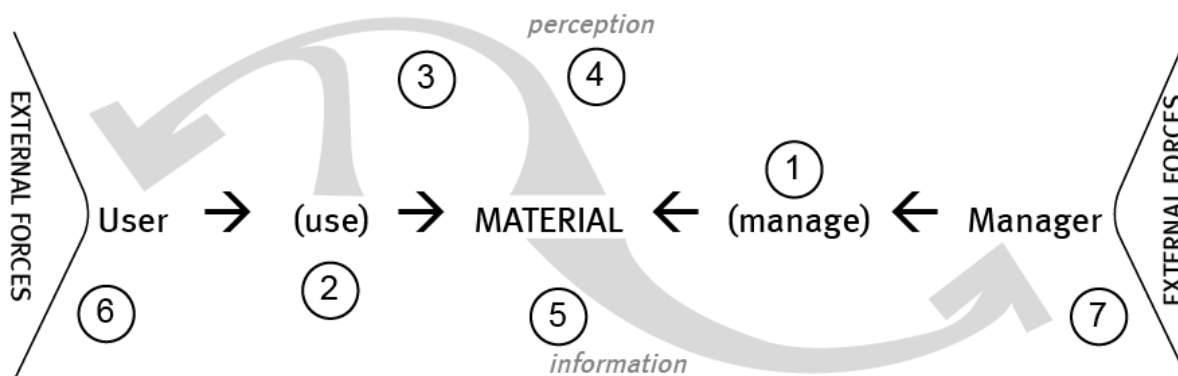 perception
3
4
EXTERNAL FORCES
EXTERNAL FORCES
1
User → (use) → MATERIAL ← (manage) ← Manager
6
2
5
7
information